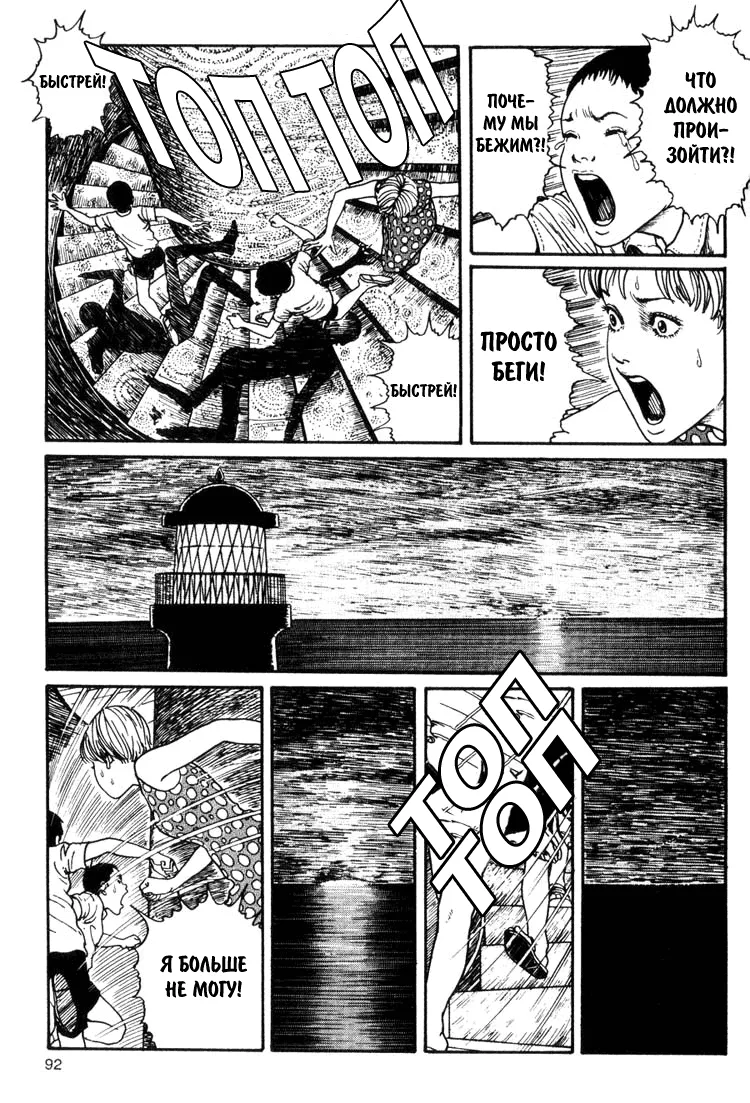 БЫСТРЕЙ!
ТОП ТОП
БЫСТРЕЙ!
ПОЧЕ-
МУ МЫ
БЕЖИМ?!
ЧТО
ДОЛЖНО
ПРОИ-
ЗОЙТИ?!
ПРОСТО
БЕГИ!
Я БОЛЬШЕ
НЕ МОГУ!
ТОП
ТОП
92